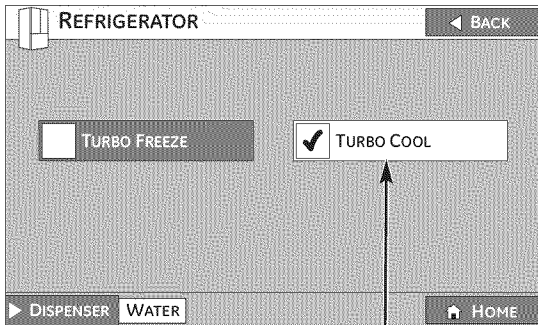 REFRIGERATOR
BACK
TURBO FREEZE
TURBO COOL
DISPENSER WATER
HOME